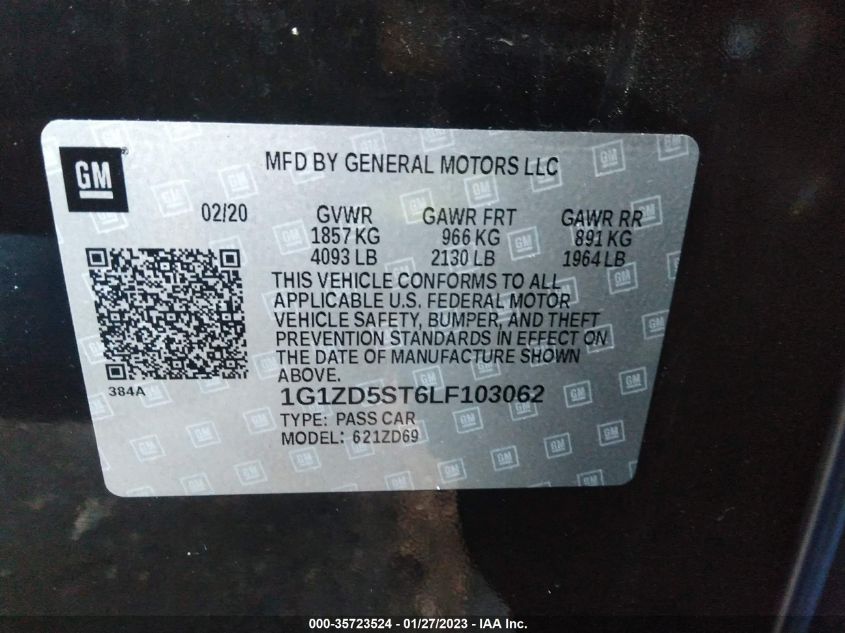 GM
MFD BY GENERAL MOTORS LLC
02/20 GVWR GAWR FRT GAWR RR
1857 KG 966 KG 891 KG
4093 LB 2130 LB 1964 LB
THIS VEHICLE CONFORMS TO ALL
APPLICABLE U.S. FEDERAL MOTOR
VEHICLE SAFETY, BUMPER, AND THEFT
PREVENTION STANDARDS IN EFFECT ON
THE DATE OF MANUFACTURE SHOWN
ABOVE.
384A
1G1ZD5ST6LF103062
TYPE: PASS CAR
MODEL: 621ZD69
000-35723524 — 01/27/2023 — IAA Inc.